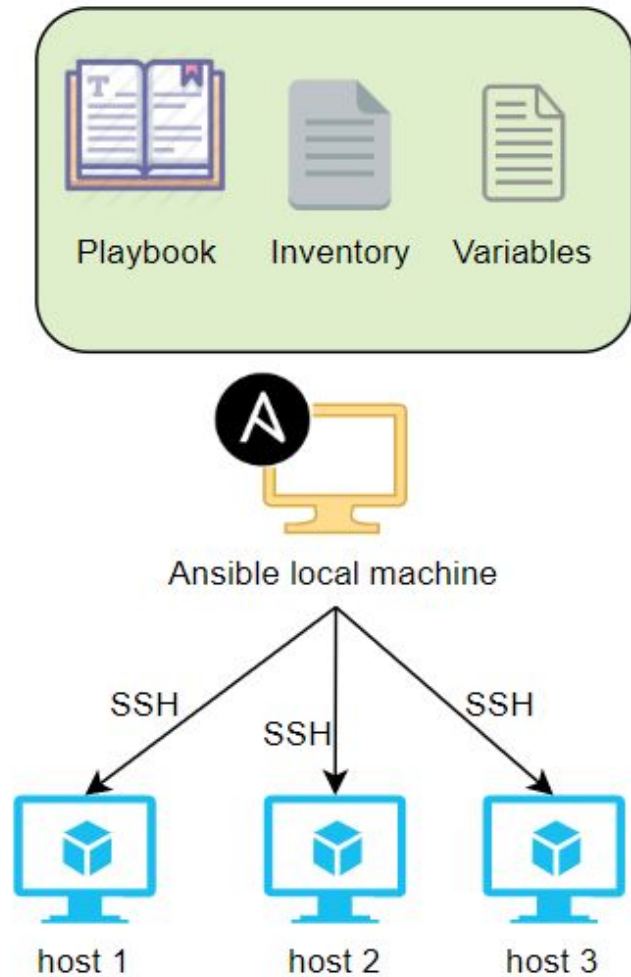 T
Playbook Inventory Variables
Ansible local machine
SSH SSH SSH
host 1 host 2 host 3